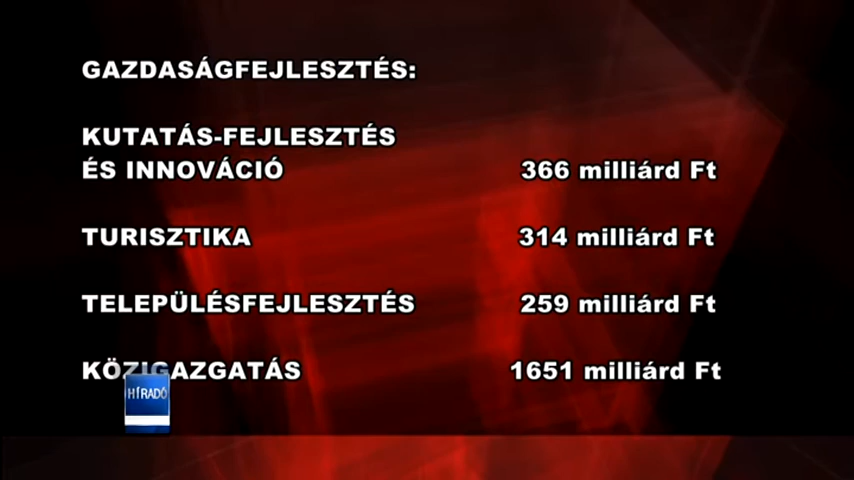 GAZDASÁGFEJLESZTÉS:
KUTATÁS-FEJLESZTÉS
ÉS INNOVÁCIÓ 366 milliárd Ft
TURISZTIKA 314 milliárd Ft
TELEPÜLÉSFEJLESZTÉS 259 milliárd Ft
KÖZIGAZGATÁS 1651 milliárd Ft
HÍRADÓ